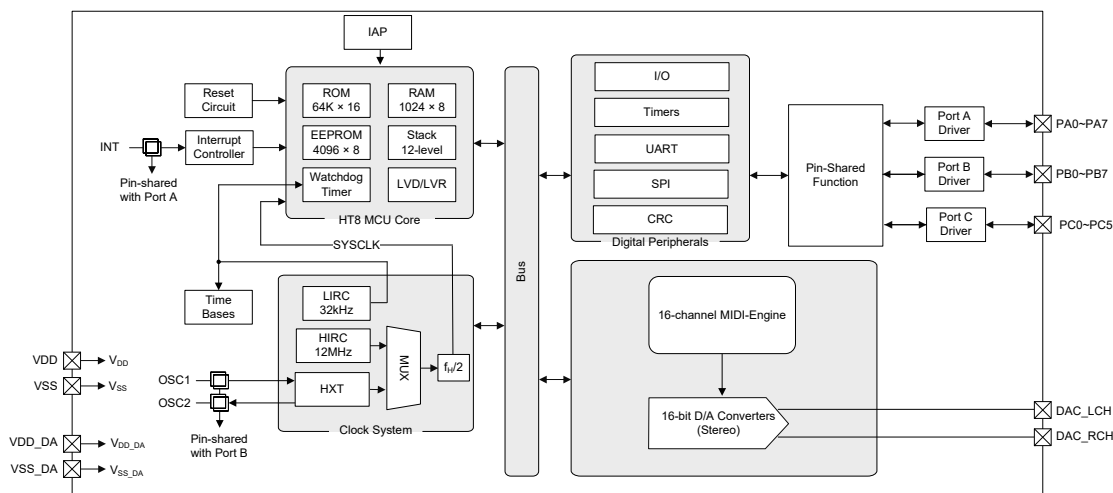 IAP
Reset
Circuit
INT
Interrupt
Controller
Pin-shared
with Port A
ROM
64K × 16
RAM
1024 × 8
EEPROM
4096 × 8
Stack
12-level
Watchdog
Timer
LVD/LVR
HT8 MCU Core
SYSCLK
Time
Bases
LIRC
32kHz
HIRC
12MHz
HXT
MUX
fH/2
Clock System
OSC1
OSC2
Pin-shared
with Port B
VDD
VDD
VSS
VSS
VDD_DA
VDD_DA
VSS_DA
VSS_DA
Bus
I/O
Timers
UART
SPI
CRC
Digital Peripherals
Pin-Shared
Function
Port A
Driver
PA0~PA7
Port B
Driver
PB0~PB7
Port C
Driver
PC0~PC5
16-channel MIDI-Engine
16-bit D/A Converters
(Stereo)
DAC_LCH
DAC_RCH